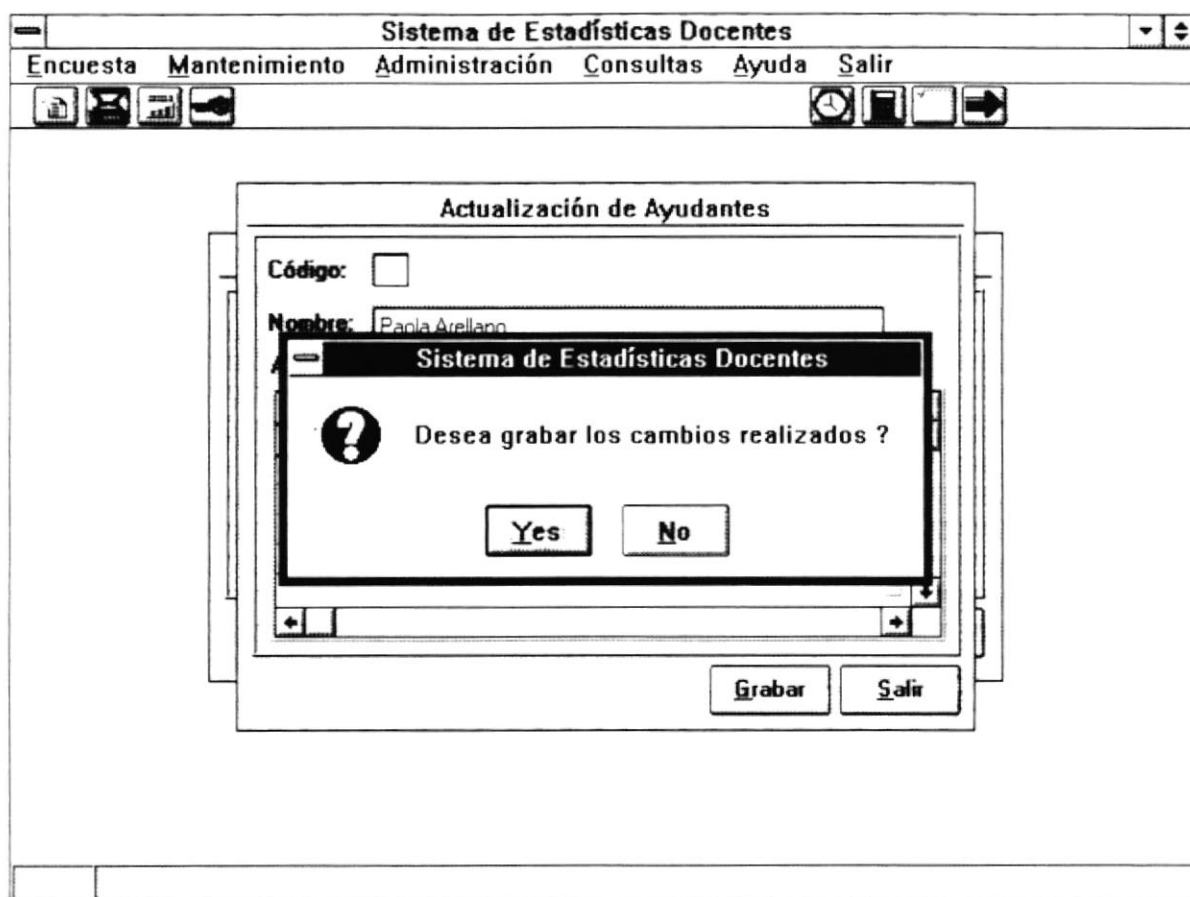 Sistema de Estadísticas Docentes
Encuesta Mantenimiento Administración Consultas Ayuda Salir
Actualización de Ayudantes
Código:
Nombre: Paola Arellano
Sistema de Estadísticas Docentes
Desea grabar los cambios realizados ?
Yes No
Grabar Salir